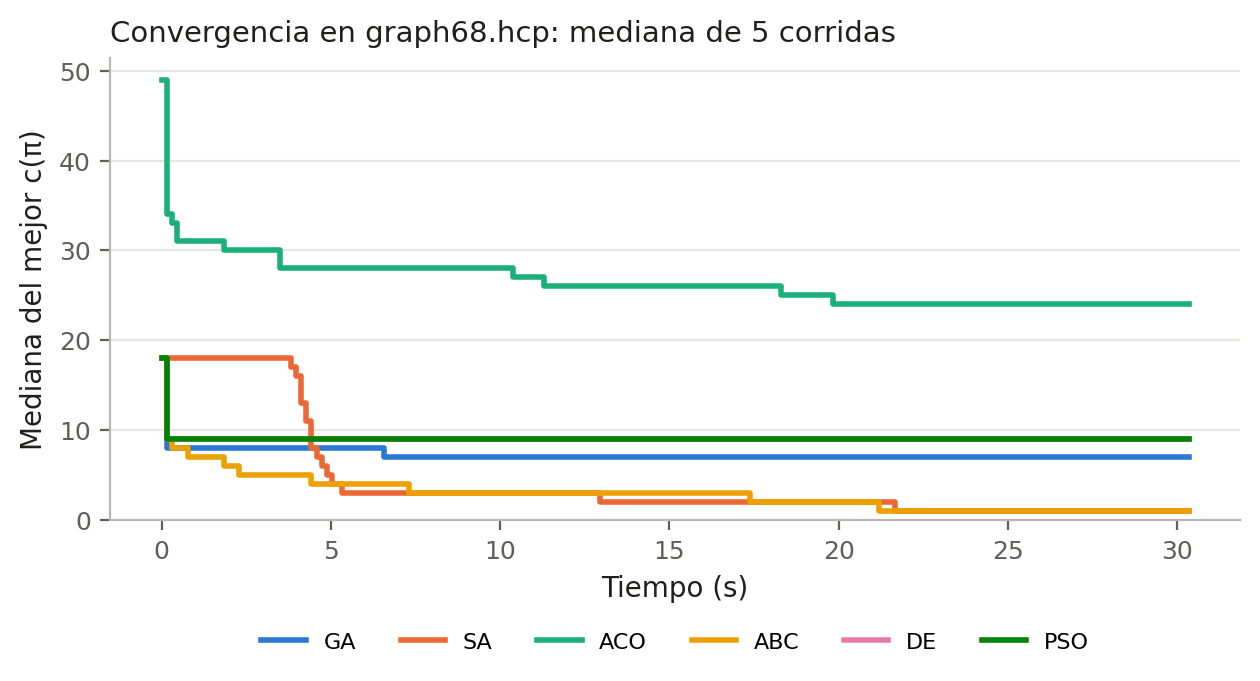 Convergencia en graph68.hcp: mediana de 5 corridas
Mediana del mejor c(π)
50
40
30
20
10
0
0 5 10 15 20 25 30
Tiempo (s)
GA SA ACO ABC DE PSO